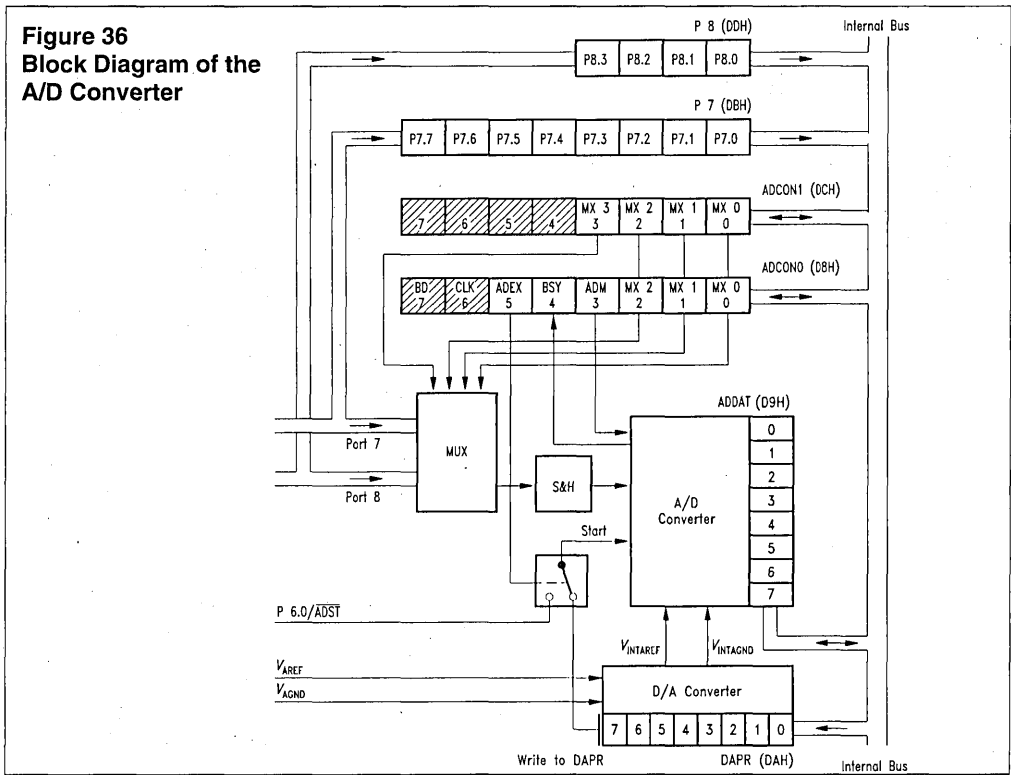 Figure 36
Block Diagram of the
A/D Converter
Internal Bus
P 8 (DDH)
P8.3 P8.2 P8.1 P8.0
P 7 (DBH)
P7.7 P7.6 P7.5 P7.4 P7.3 P7.2 P7.1 P7.0
ADCON1 (DCH)
MX 3 MX 2 MX 1 MX 0
7 6 5 4 3 2 1 0
ADCON0 (D8H)
BD CLK ADEX BSY ADM MX 2 MX 1 MX 0
7 6 5 4 3 2 1 0
ADDAT (D9H)
0
1
2
3
4
5
6
7
Port 7
MUX
Port 8
S&H
A/D
Converter
Start
P 6.0/A̅D̅S̅T̅
VINTAREF VINTAGND
VAREF
VAGND
D/A Converter
7 6 5 4 3 2 1 0
Write to DAPR
DAPR (DAH)
Internal Bus